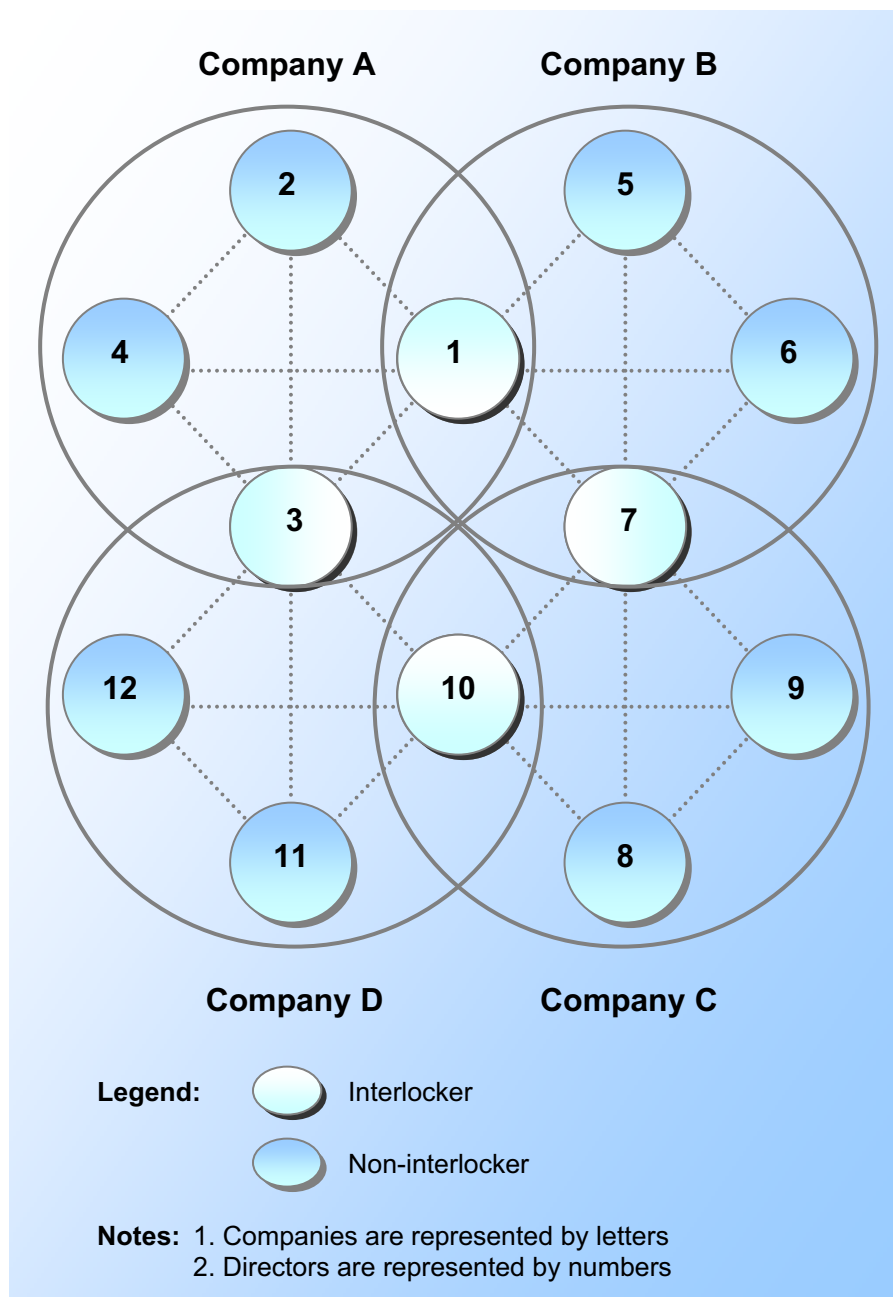 Company A Company B
2 5
4 1 6
3 7
12 10 9
11 8
Company D Company C
Legend: Interlocker
Non-interlocker
Notes: 1. Companies are represented by letters
2. Directors are represented by numbers